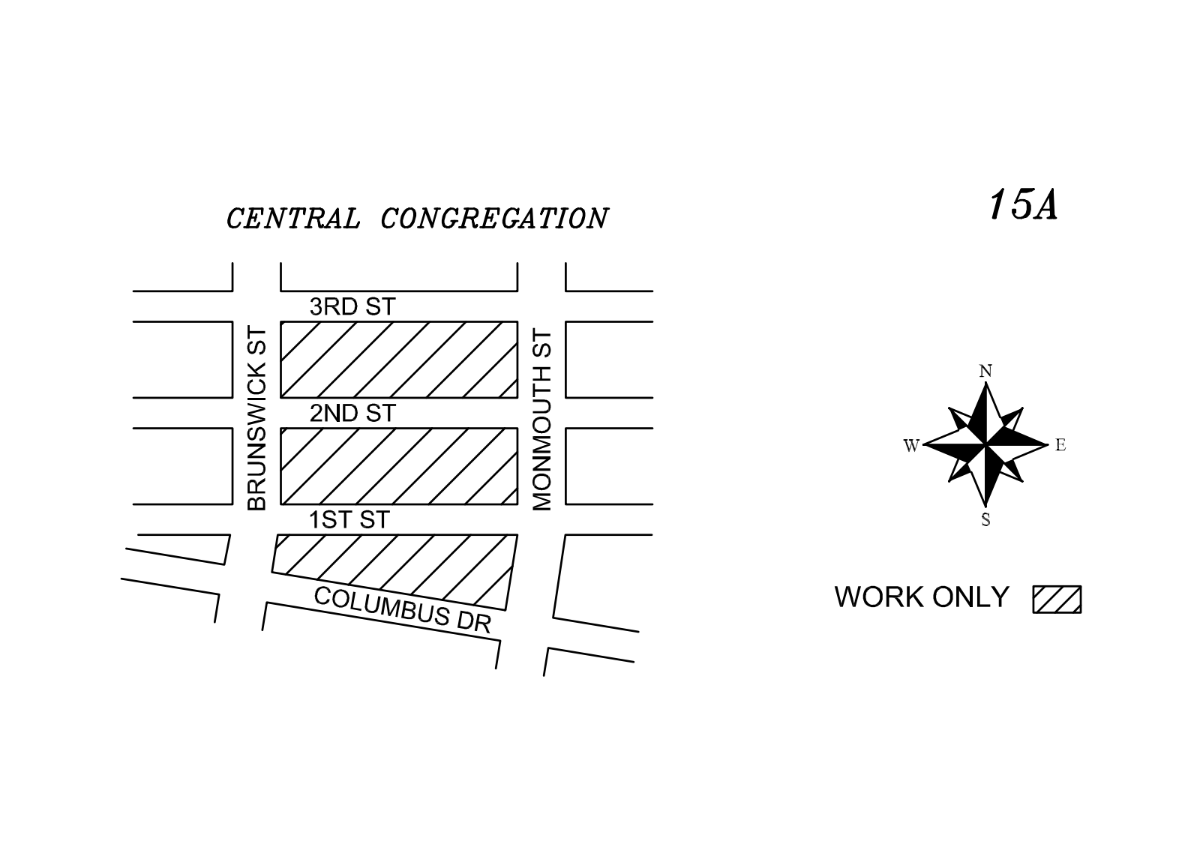 15A
CENTRAL CONGREGATION
3RD ST
BRUNSWICK ST
MONMOUTH ST
2ND ST
1ST ST
COLUMBUS DR
N
W
E
S
WORK ONLY